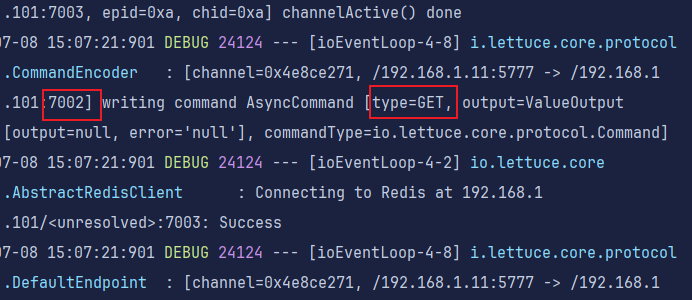 .101:7003, epid=0xa, chid=0xa] channelActive() done
07-08 15:07:21:901 DEBUG 24124 --- [ioEventLoop-4-8] i.lettuce.core.protocol
.CommandEncoder   : [channel=0x4e8ce271, /192.168.1.11:5777 -> /192.168.1
.101:7002] writing command AsyncCommand [type=GET, output=ValueOutput
[output=null, error='null'], commandType=io.lettuce.core.protocol.Command]
07-08 15:07:21:901 DEBUG 24124 --- [ioEventLoop-4-2] io.lettuce.core
.AbstractRedisClient      : Connecting to Redis at 192.168.1
.101/<unresolved>:7003: Success
07-08 15:07:21:901 DEBUG 24124 --- [ioEventLoop-4-8] i.lettuce.core.protocol
.DefaultEndpoint  : [channel=0x4e8ce271, /192.168.1.11:5777 -> /192.168.1